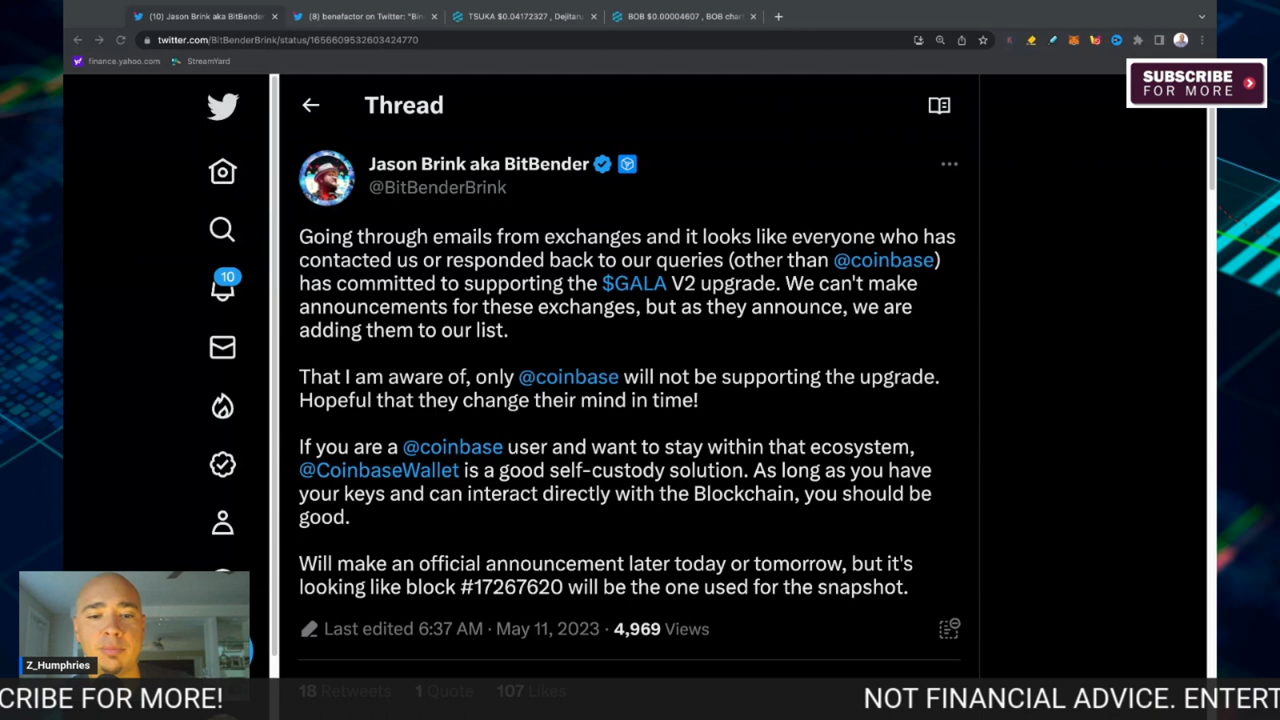 (10) Jason Brink aka BitBender
(8) benefactor on Twitter: "Bin
TSUKA $0.04172327 , Dejitar
BOB $0.00004607 , BOB char
twitter.com/BitBenderBrink/status/1656609532603424770
finance.yahoo.com
StreamYard
SUBSCRIBE
FOR MORE
Thread
Jason Brink aka BitBender
@BitBenderBrink
Going through emails from exchanges and it looks like everyone who has
contacted us or responded back to our queries (other than @coinbase)
has committed to supporting the $GALA V2 upgrade. We can't make
announcements for these exchanges, but as they announce, we are
adding them to our list.
That I am aware of, only @coinbase will not be supporting the upgrade.
Hopeful that they change their mind in time!
If you are a @coinbase user and want to stay within that ecosystem,
@CoinbaseWallet is a good self-custody solution. As long as you have
your keys and can interact directly with the Blockchain, you should be
good.
Will make an official announcement later today or tomorrow, but it's
looking like block #17267620 will be the one used for the snapshot.
Last edited 6:37 AM · May 11, 2023 · 4,969 Views
18 Retweets 1 Quote 107 Likes
10
Z_Humphries
CRIBE FOR MORE!
NOT FINANCIAL ADVICE. ENTERT